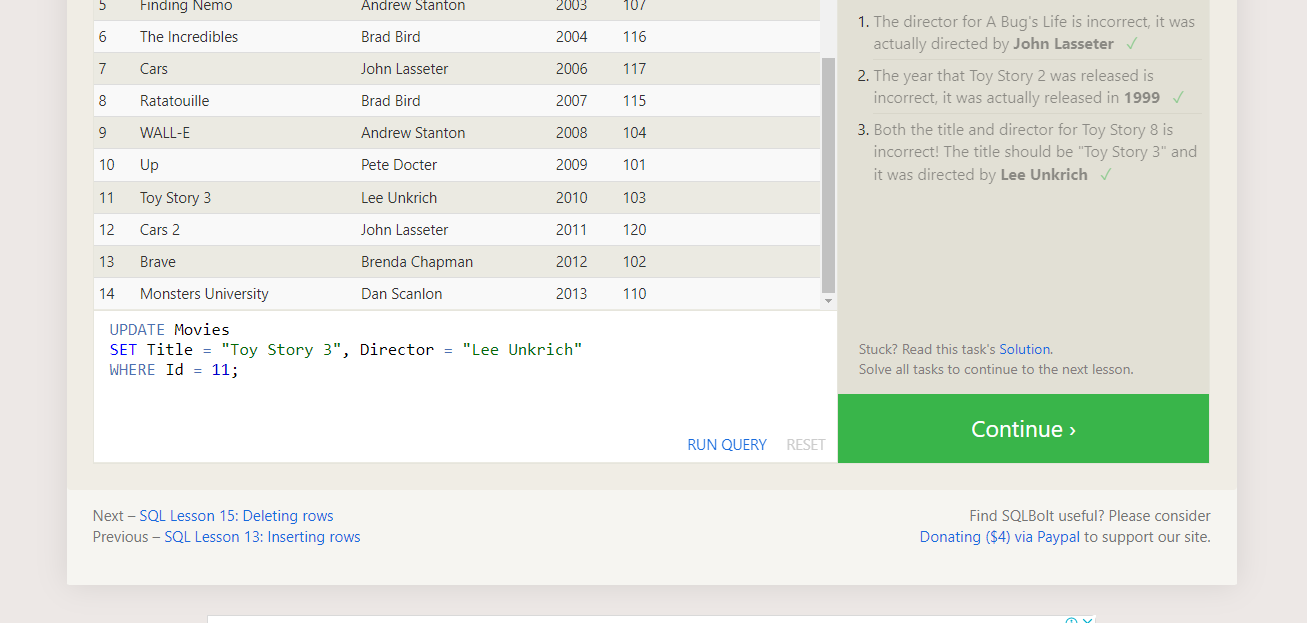 5 Finding Nemo Andrew Stanton 2003 107
6 The Incredibles Brad Bird 2004 116
7 Cars John Lasseter 2006 117
8 Ratatouille Brad Bird 2007 115
9 WALL-E Andrew Stanton 2008 104
10 Up Pete Docter 2009 101
11 Toy Story 3 Lee Unkrich 2010 103
12 Cars 2 John Lasseter 2011 120
13 Brave Brenda Chapman 2012 102
14 Monsters University Dan Scanlon 2013 110
UPDATE Movies
SET Title = "Toy Story 3", Director = "Lee Unkrich"
WHERE Id = 11;
RUN QUERY RESET
1. The director for A Bug's Life is incorrect, it was
actually directed by John Lasseter ✓
2. The year that Toy Story 2 was released is
incorrect, it was actually released in 1999 ✓
3. Both the title and director for Toy Story 8 is
incorrect! The title should be "Toy Story 3" and
it was directed by Lee Unkrich ✓
Stuck? Read this task's Solution.
Solve all tasks to continue to the next lesson.
Continue ›
Next – SQL Lesson 15: Deleting rows
Previous – SQL Lesson 13: Inserting rows
Find SQLBolt useful? Please consider
Donating ($4) via Paypal to support our site.